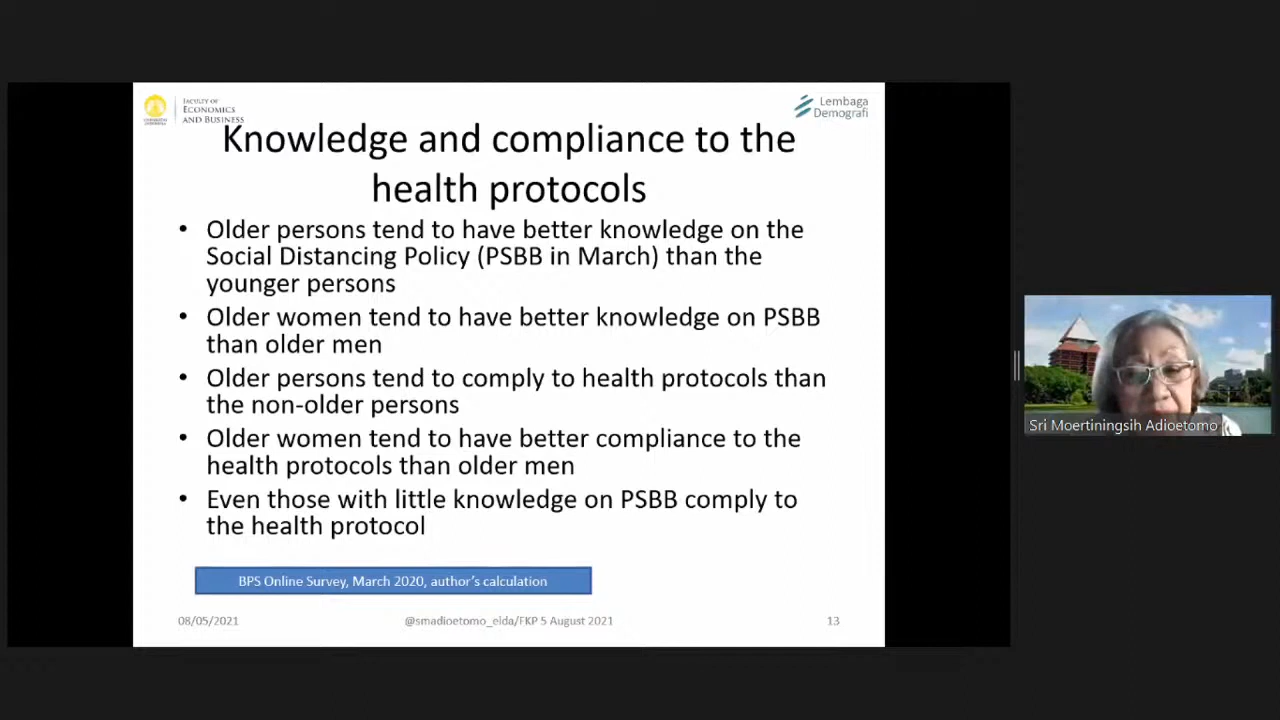 FACULTY OF
ECONOMICS
AND BUSINESS
Lembaga
Demografi
Knowledge and compliance to the
health protocols
• Older persons tend to have better knowledge on the
Social Distancing Policy (PSBB in March) than the
younger persons
• Older women tend to have better knowledge on PSBB
than older men
• Older persons tend to comply to health protocols than
the non-older persons
• Older women tend to have better compliance to the
health protocols than older men
• Even those with little knowledge on PSBB comply to
the health protocol
BPS Online Survey, March 2020, author's calculation
08/05/2021
@smadioetomo_elda/FKP 5 August 2021
13
Sri Moertiningsih Adioetomo